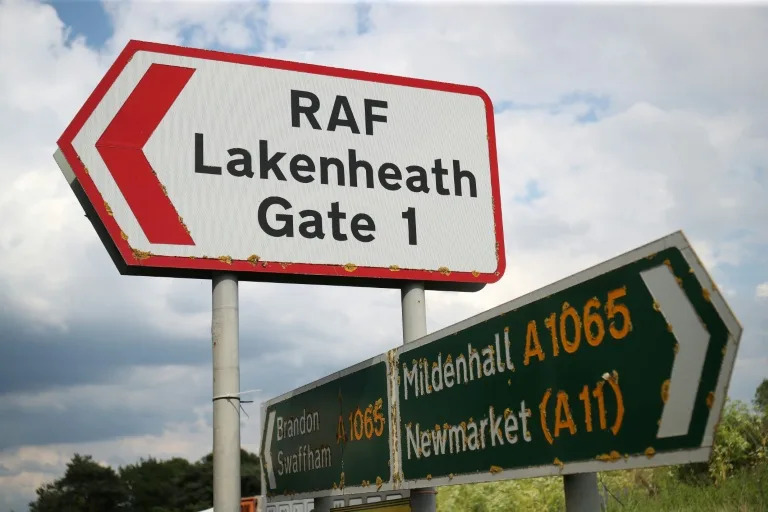 RAF
Lakenheath
Gate 1
Brandon A1065
Swaffham
Mildenhall A1065
Newmarket (A11)